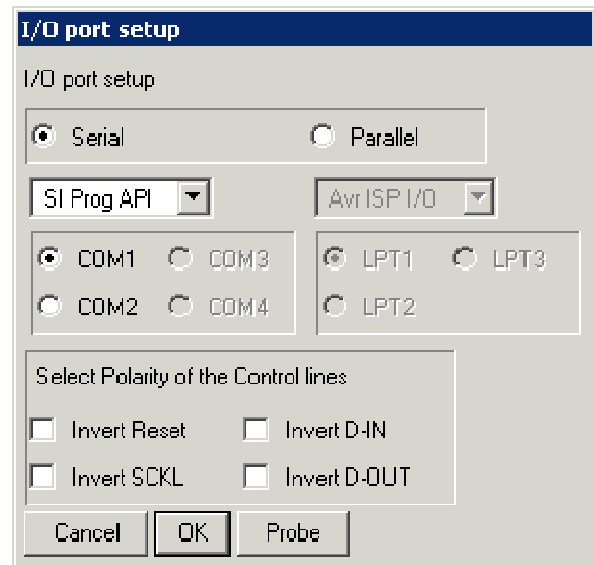 I/O port setup
I/O port setup
Serial Parallel
SI Prog API Avr ISP I/O
COM1 COM3 LPT1 LPT3
COM2 COM4 LPT2
Select Polarity of the Control lines
Invert Reset Invert D-IN
Invert SCKL Invert D-OUT
Cancel OK Probe